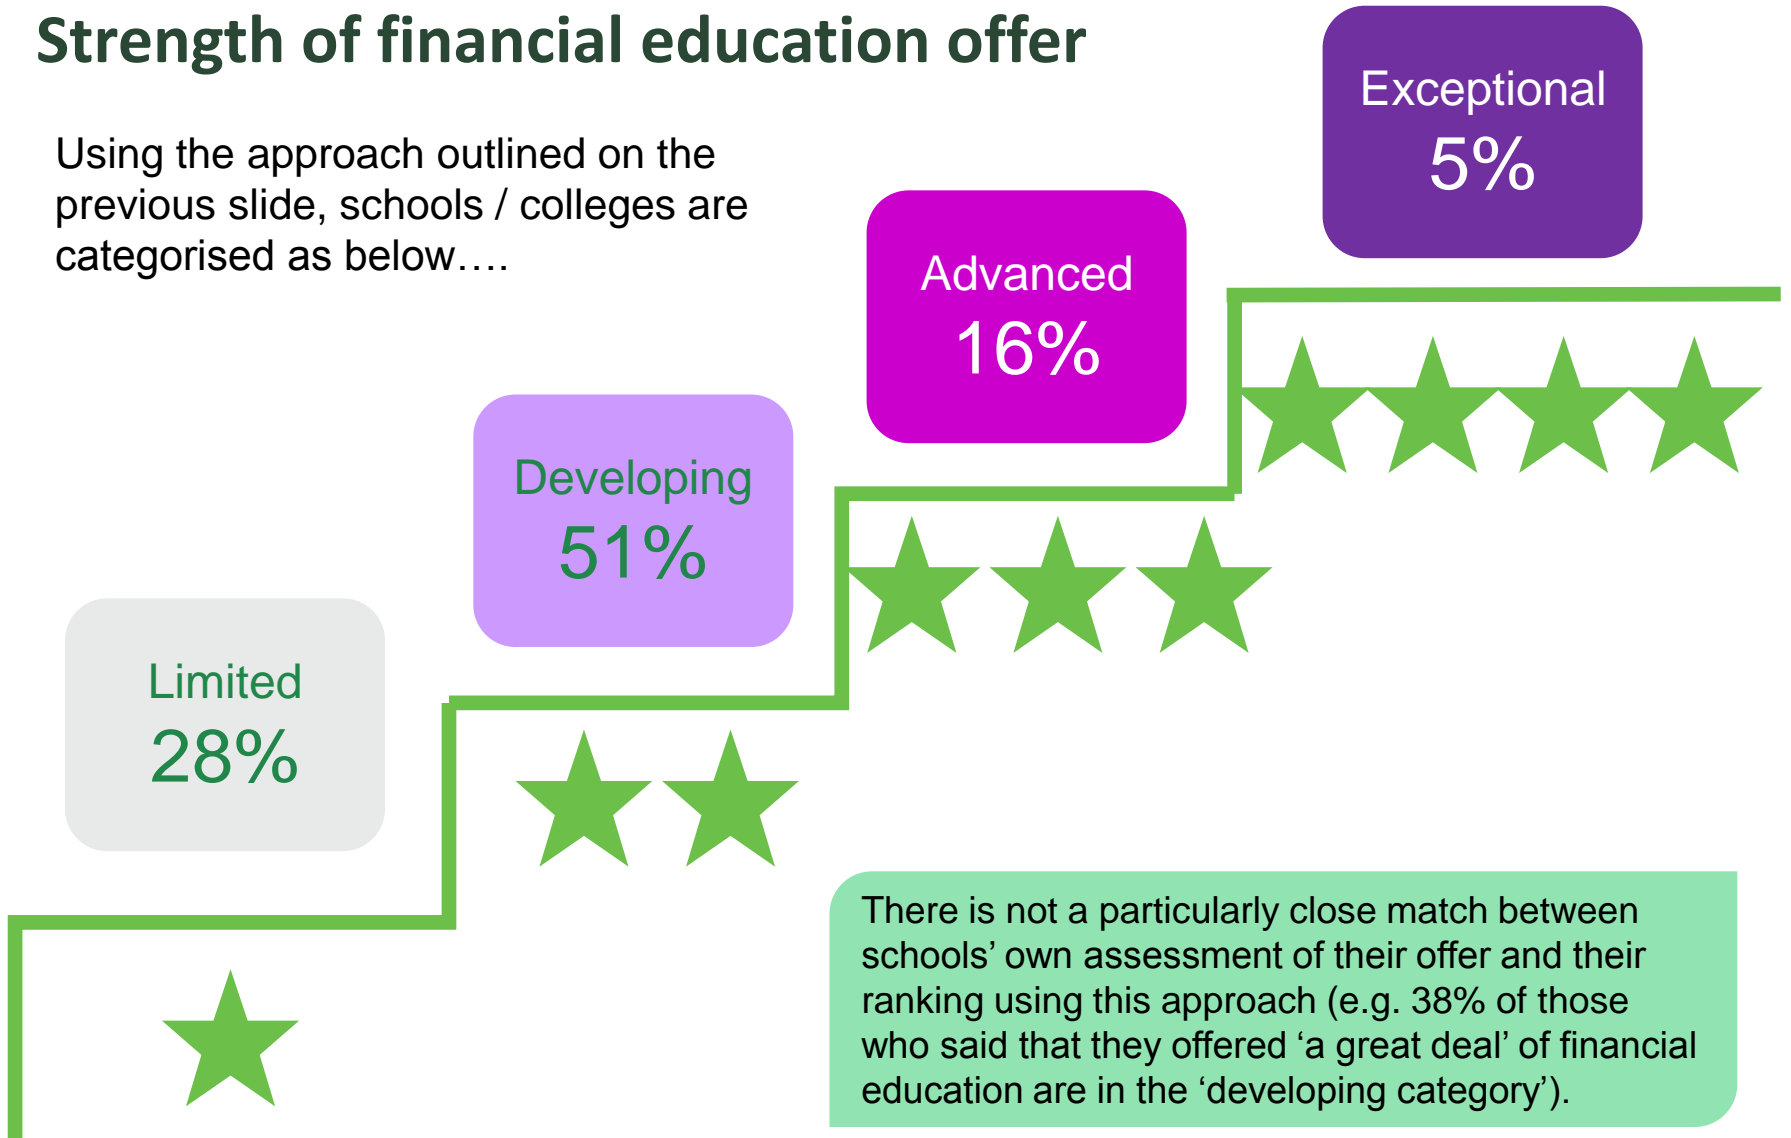 Strength of financial education offer
Using the approach outlined on the
previous slide, schools / colleges are
categorised as below….
Exceptional
5%
Advanced
16%
Developing
51%
Limited
28%
There is not a particularly close match between
schools’ own assessment of their offer and their
ranking using this approach (e.g. 38% of those
who said that they offered ‘a great deal’ of financial
education are in the ‘developing category’).